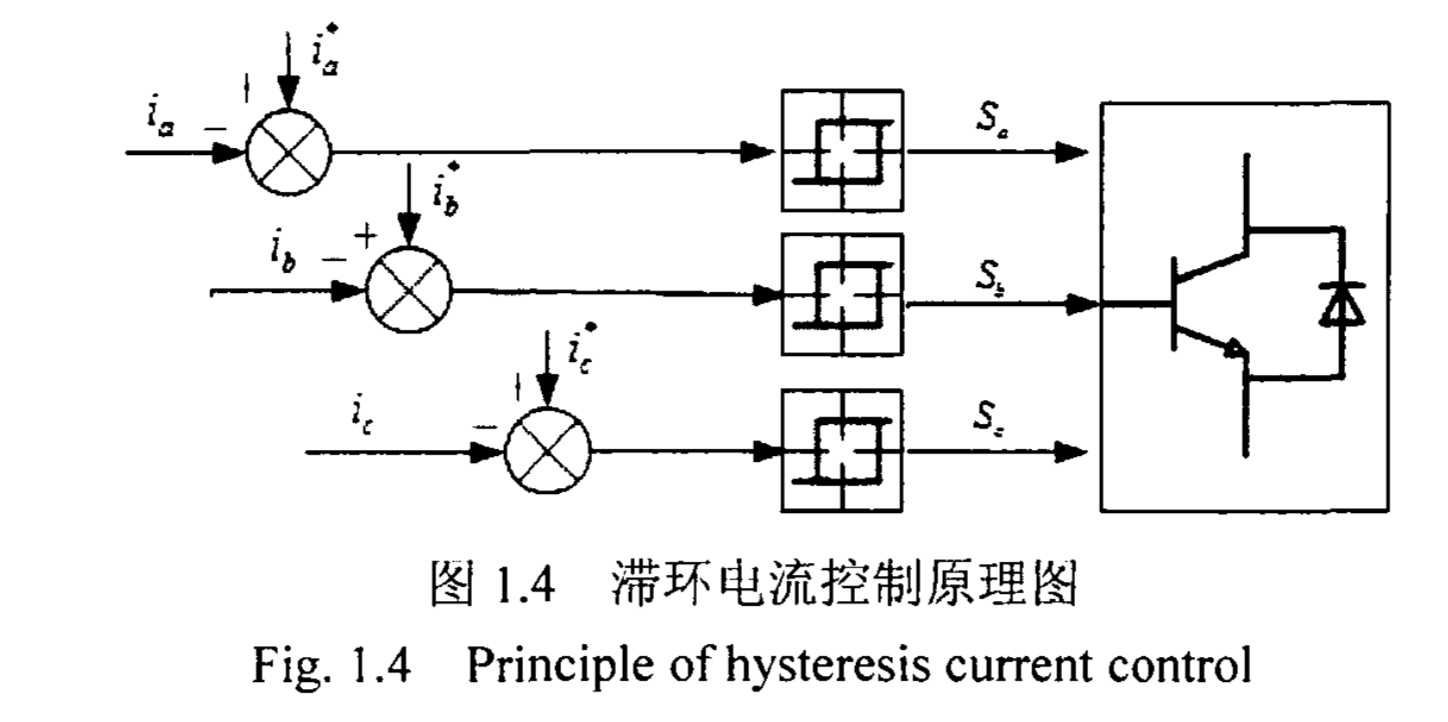 i_a^*
i_a − + S_a
i_b^*
i_b − + S_b
i_c^*
i_c − + S_c
图 1.4 滞环电流控制原理图
Fig. 1.4 Principle of hysteresis current control